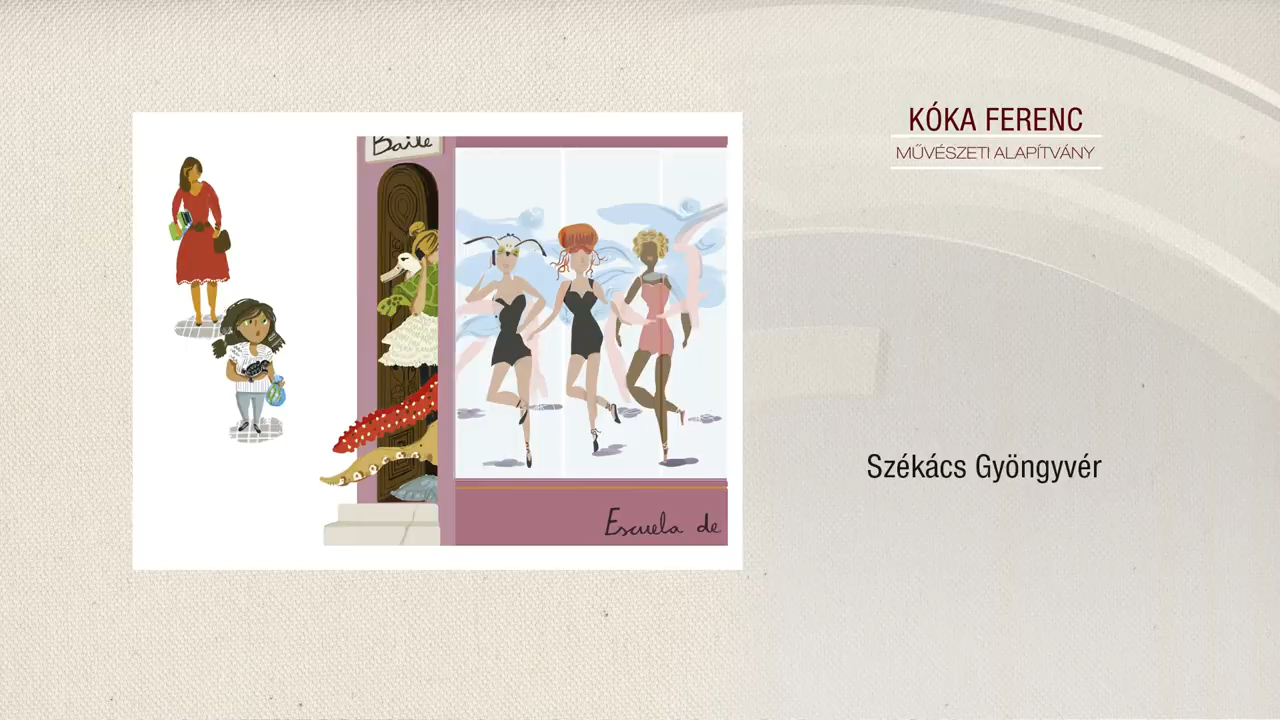 KÓKA FERENC
MŰVÉSZETI ALAPÍTVÁNY
Baile
Székács Gyöngyvér
Escuela de